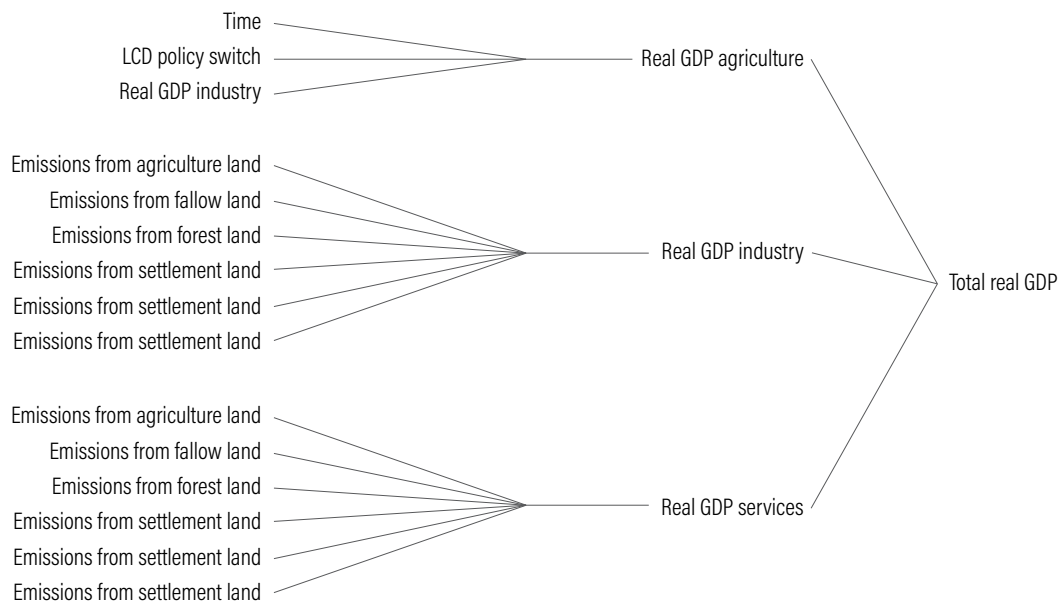 Time
LCD policy switch
Real GDP industry
Real GDP agriculture
Emissions from agriculture land
Emissions from fallow land
Emissions from forest land
Emissions from settlement land
Emissions from settlement land
Emissions from settlement land
Real GDP industry
Total real GDP
Emissions from agriculture land
Emissions from fallow land
Emissions from forest land
Emissions from settlement land
Emissions from settlement land
Emissions from settlement land
Real GDP services